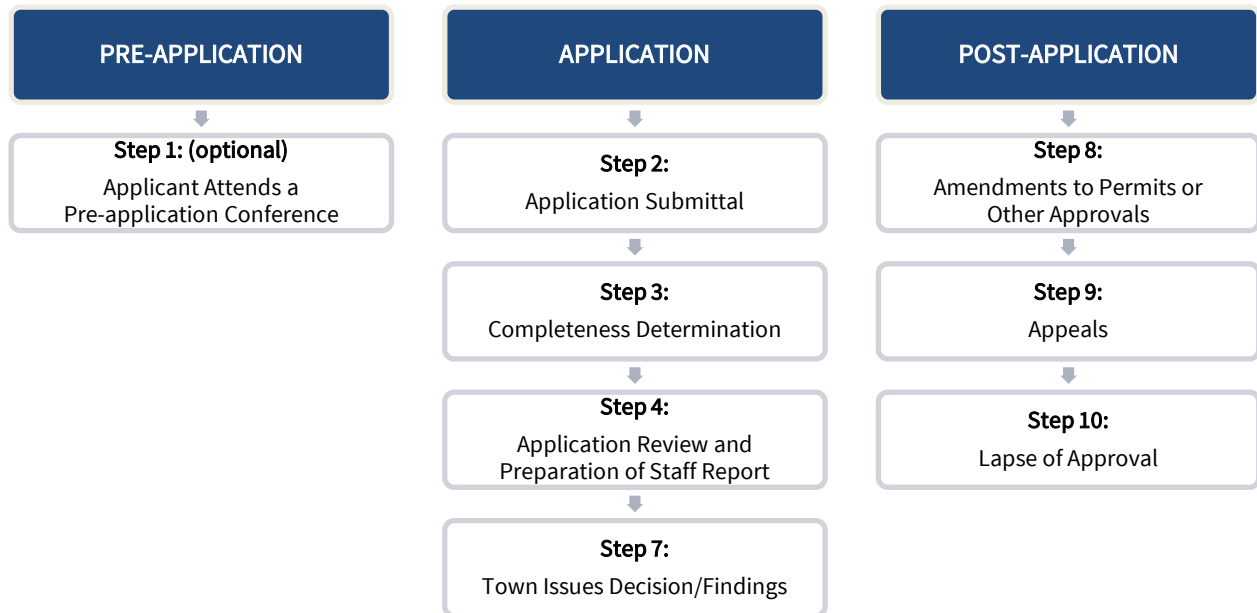 PRE-APPLICATION
Step 1: (optional)
Applicant Attends a
Pre-application Conference
APPLICATION
Step 2:
Application Submittal
Step 3:
Completeness Determination
Step 4:
Application Review and
Preparation of Staff Report
Step 7:
Town Issues Decision/Findings
POST-APPLICATION
Step 8:
Amendments to Permits or
Other Approvals
Step 9:
Appeals
Step 10:
Lapse of Approval